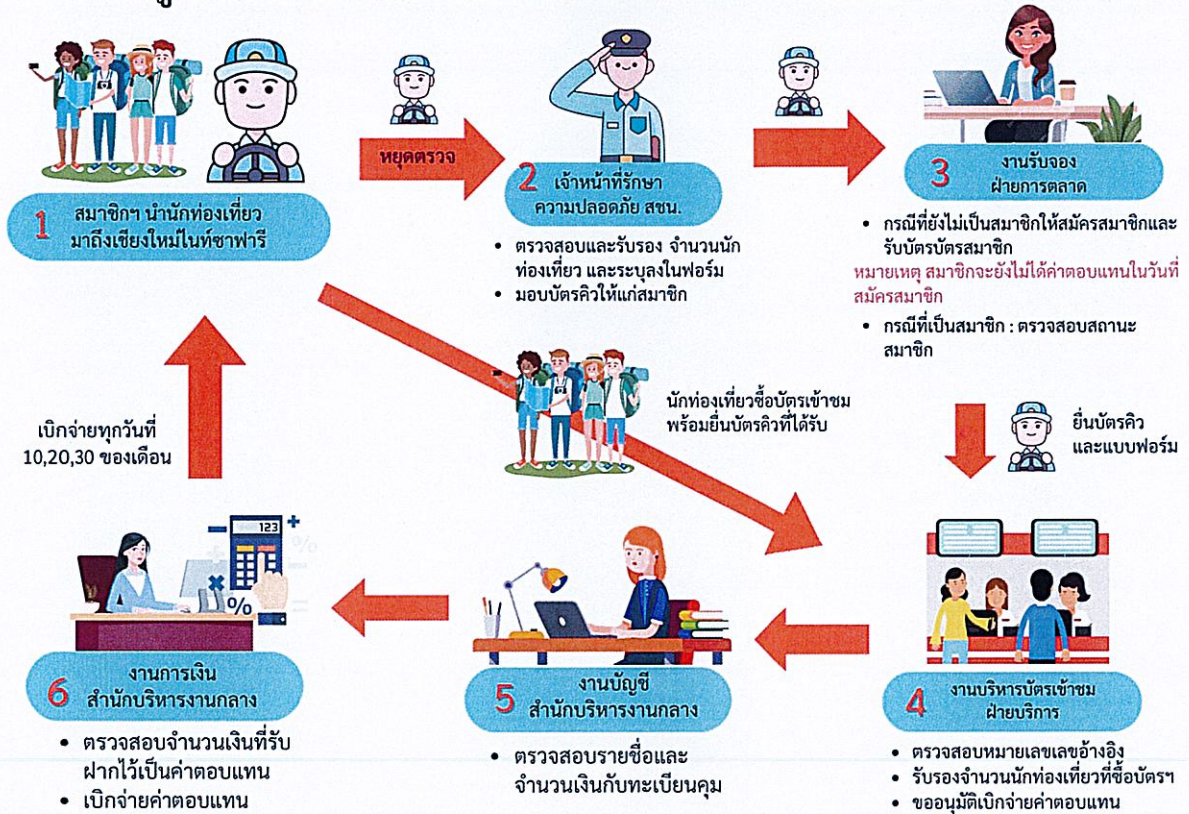 1
สมาชิกฯ นำนักท่องเที่ยว
มาถึงเชียงใหม่ไนท์ซาฟารี
หยุดตรวจ
2
เจ้าหน้าที่รักษา
ความปลอดภัย สชน.
• ตรวจสอบและรับรอง จำนวนนัก
ท่องเที่ยว และระบุลงในฟอร์ม
• มอบบัตรคิวให้แก่สมาชิก
3
งานรับจอง
ฝ่ายการตลาด
• กรณีที่ยังไม่เป็นสมาชิกให้สมัครสมาชิกและ
รับบัตรบัตรสมาชิก
หมายเหตุ สมาชิกจะยังไม่ได้ค่าตอบแทนในวันที่
สมัครสมาชิก
• กรณีที่เป็นสมาชิก : ตรวจสอบสถานะ
สมาชิก
นักท่องเที่ยวซื้อบัตรเข้าชม
พร้อมยื่นบัตรคิวที่ได้รับ
ยื่นบัตรคิว
และแบบฟอร์ม
4
งานบริหารบัตรเข้าชม
ฝ่ายบริการ
• ตรวจสอบหมายเลขเลขอ้างอิง
• รับรองจำนวนนักท่องเที่ยวที่ซื้อบัตรฯ
• ขออนุมัติเบิกจ่ายค่าตอบแทน
5
งานบัญชี
สำนักบริหารงานกลาง
• ตรวจสอบรายชื่อและ
จำนวนเงินกับทะเบียนคุม
123
%
%
6
งานการเงิน
สำนักบริหารงานกลาง
• ตรวจสอบจำนวนเงินที่รับ
ฝากไว้เป็นค่าตอบแทน
• เบิกจ่ายค่าตอบแทน
เบิกจ่ายทุกวันที่
10,20,30 ของเดือน